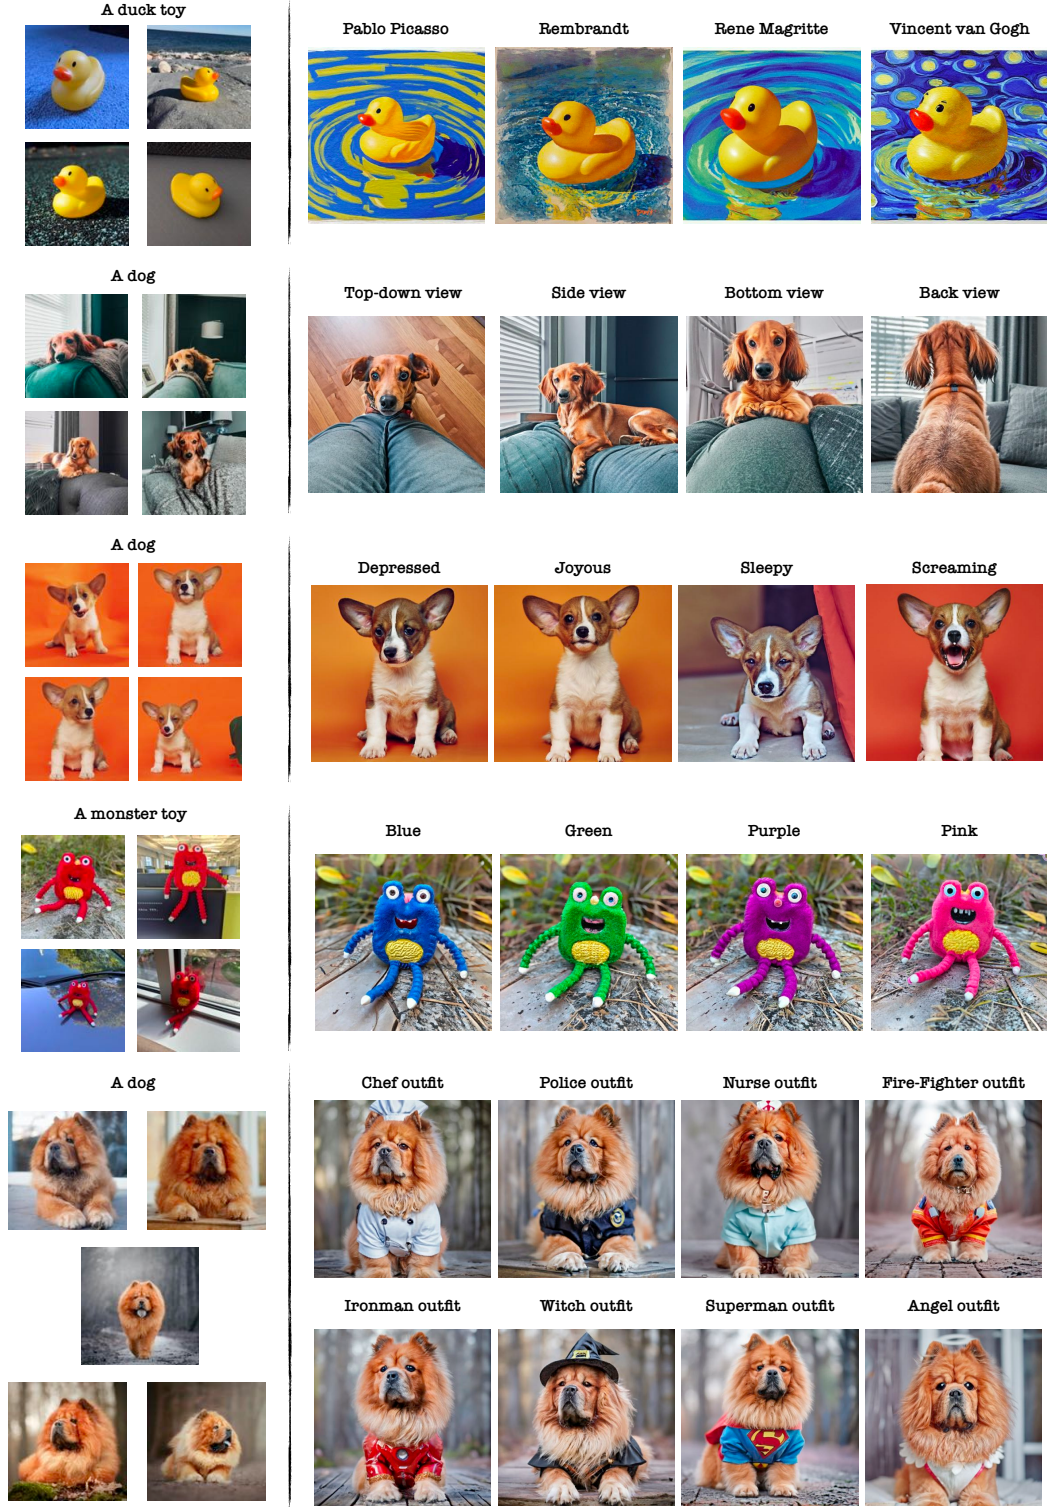 A duck toy
Pablo Picasso
Rembrandt
Rene Magritte
Vincent van Gogh
A dog
Top-down view
Side view
Bottom view
Back view
A dog
Depressed
Joyous
Sleepy
Screaming
A monster toy
Blue
Green
Purple
Pink
A dog
Chef outfit
Police outfit
Nurse outfit
Fire-Fighter outfit
Ironman outfit
Witch outfit
Superman outfit
Angel outfit